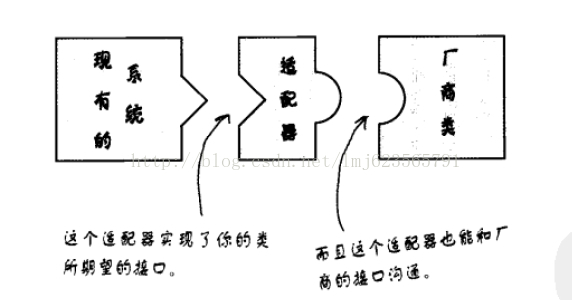 现有的
系统
适配器
厂商类
http://blog.csdn.net/lmj623565791
这个适配器实现了你的类
所期望的接口。
而且这个适配器也能和厂
商的接口沟通。